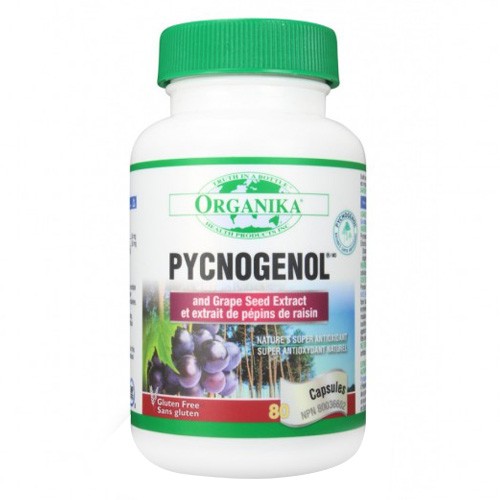 TRUTH IN A BOTTLE
ORGANIKA®
HEALTH PRODUCTS INC
PYCNOGENOL
and Grape Seed Extract
et extrait de pépins de raisin
NATURE'S SUPER ANTIOXIDANT
SUPER ANTIOXYDANT NATUREL
PYCNOGENOL
Gluten Free
Sans gluten
80
Capsules